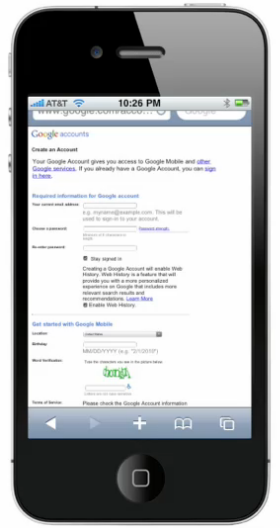 AT&T 10:26 PM
www.google.com/acco... Google
Google accounts
Create an Account
Your Google Account gives you access to Google Mobile and other
Google services. If you already have a Google Account, you can sign
in here.
Required information for Google account
Your current email address:
e.g. myname@example.com. This will be
used to sign-in to your account.
Choose a password: Password strength:
Re-enter password:
Stay signed in
Creating a Google Account will enable Web
History. Web History is a feature that will
provide you with a more personalized
experience on Google that includes more
relevant search results and
recommendations. Learn More
Enable Web History
Get started with Google Mobile
Location:
Birthday:
MM/DD/YYYY (e.g. "2/1/2010")
Word Verification: Type the characters you see in the picture below.
Terms of Service: Please check the Google Account information